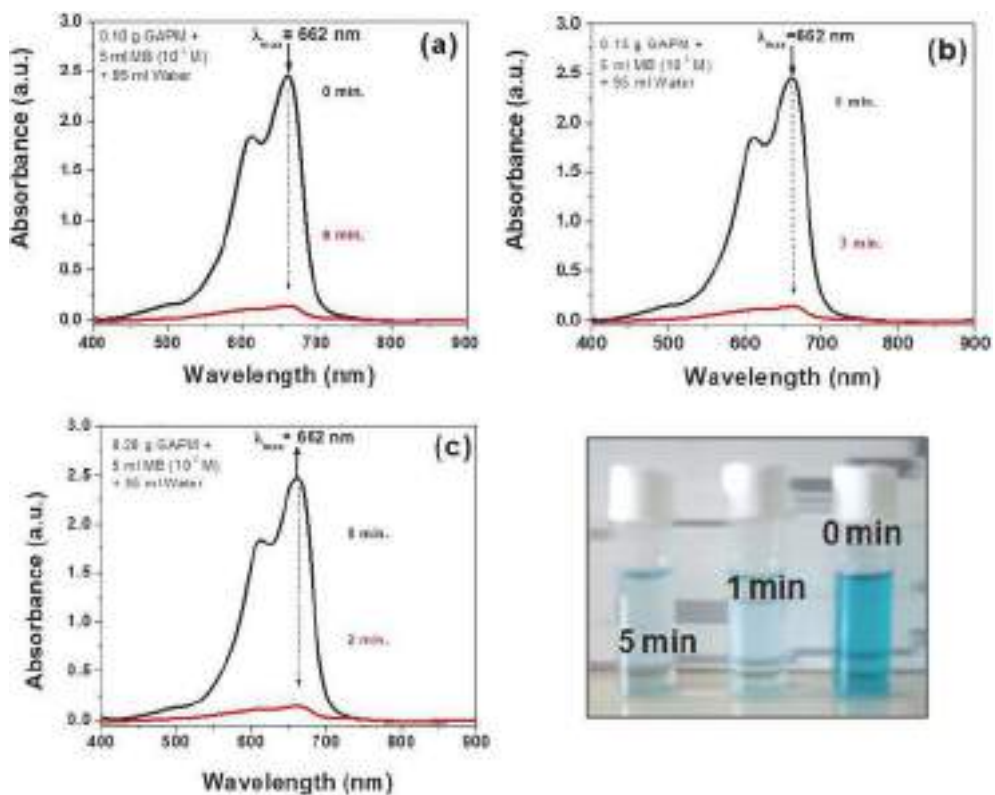 (a)
0.10 g GAPM +
5 ml MB (10 M)
+ 95 ml Water
λmax = 662 nm
0 min.
Absorbance (a.u.)
3.0
2.5
2.0
1.5
1.0
0.5
0.0
400 500 600 700 800 900
Wavelength (nm)
(b)
0.15 g GAPM +
5 ml MB (10 M)
+ 95 ml Water
λmax=662 nm
3 min.
Absorbance (a.u.)
3.0
2.5
2.0
1.5
1.0
0.5
0.0
400 500 600 700 800 900
Wavelength (nm)
(c)
0.20 g GAPM +
5 ml MB (10 M)
+ 95 ml Water
λmax = 662 nm
2 min.
Absorbance (a.u.)
3.0
2.5
2.0
1.5
1.0
0.5
0.0
400 500 600 700 800 900
Wavelength (nm)
0 min
1 min
5 min